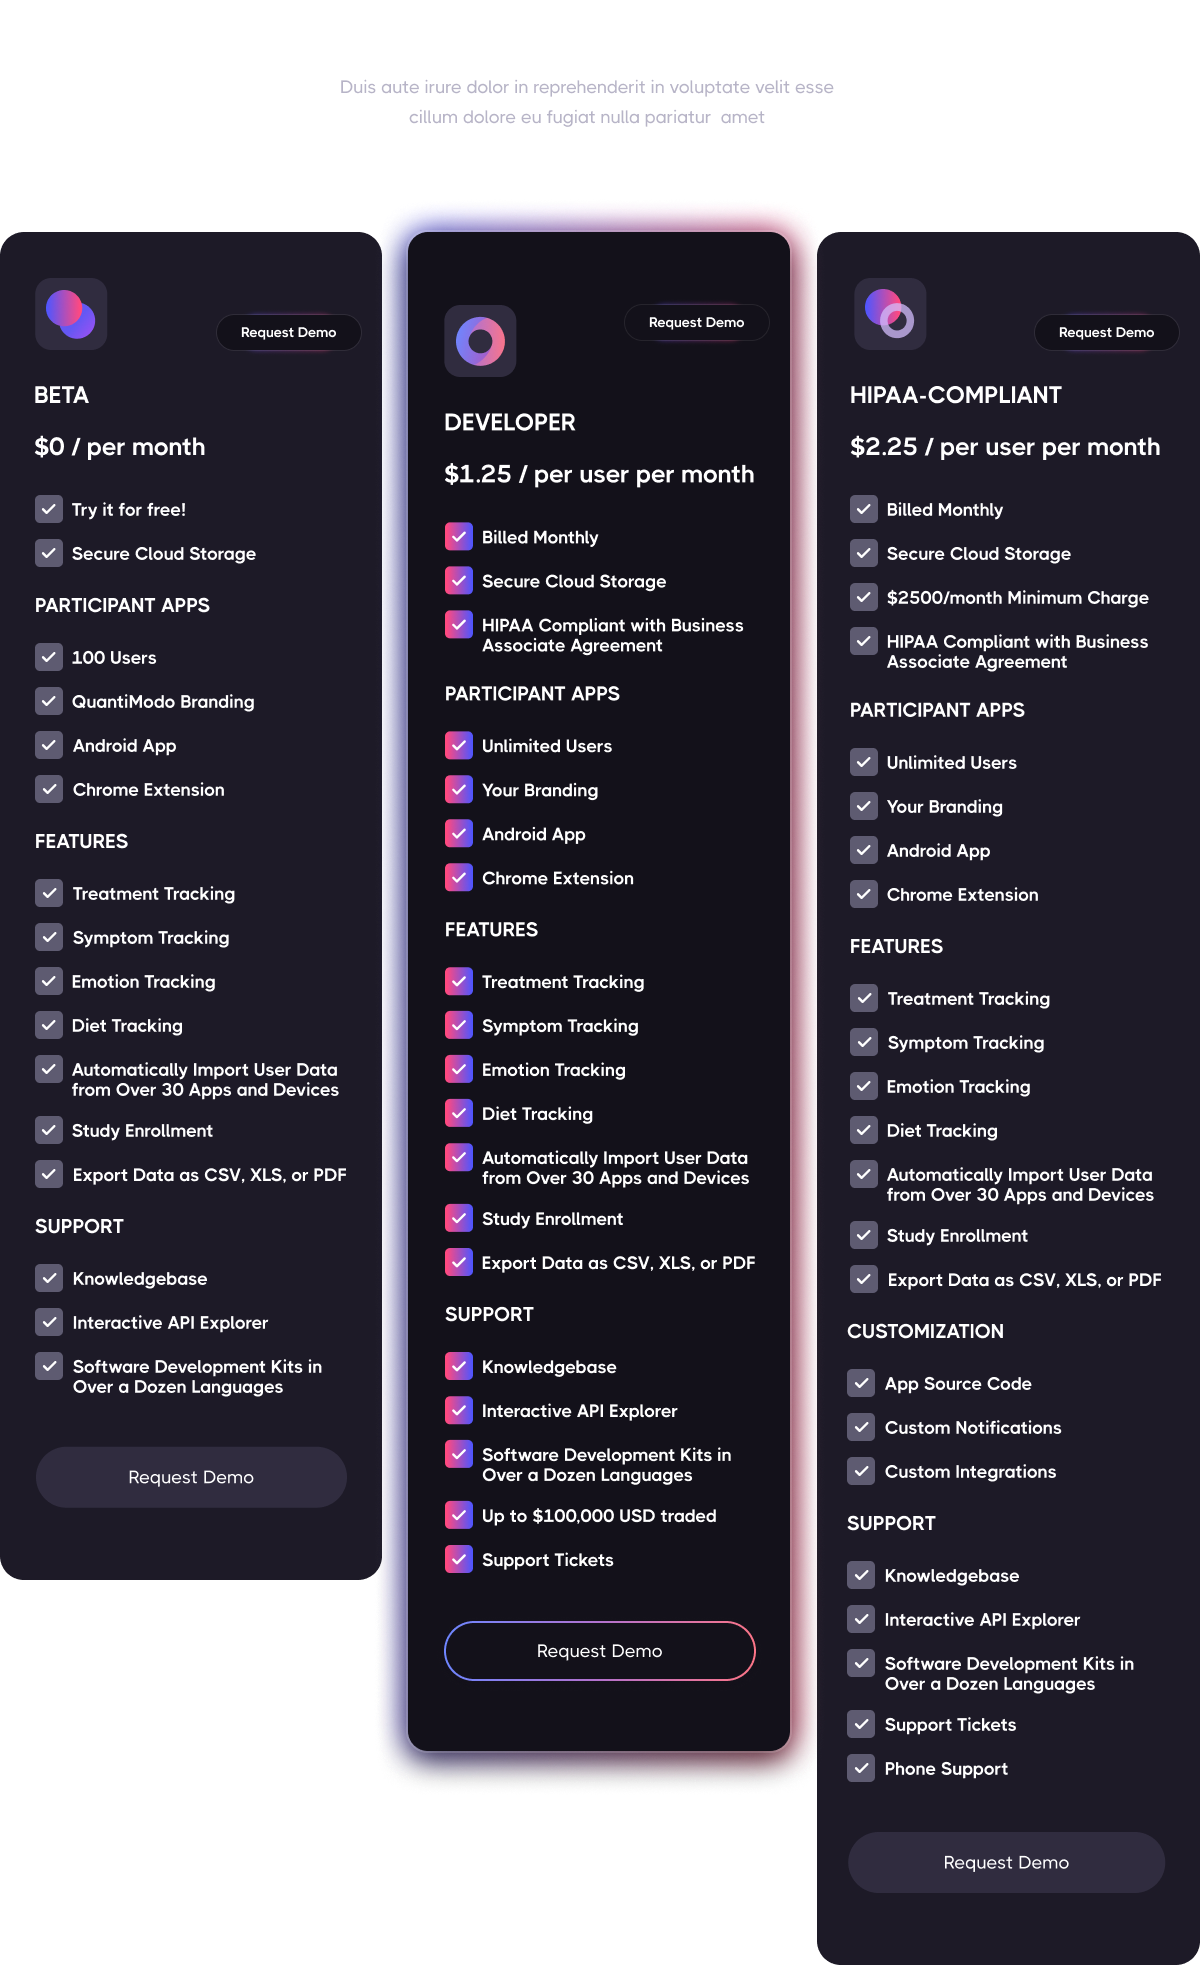 Duis aute irure dolor in reprehenderit in voluptate velit esse
cillum dolore eu fugiat nulla pariatur  amet
Request Demo
BETA
$0 / per month
Try it for free!
Secure Cloud Storage
PARTICIPANT APPS
100 Users
QuantiModo Branding
Android App
Chrome Extension
FEATURES
Treatment Tracking
Symptom Tracking
Emotion Tracking
Diet Tracking
Automatically Import User Data
from Over 30 Apps and Devices
Study Enrollment
Export Data as CSV, XLS, or PDF
SUPPORT
Knowledgebase
Interactive API Explorer
Software Development Kits in
Over a Dozen Languages
Request Demo
Request Demo
DEVELOPER
$1.25 / per user per month
Billed Monthly
Secure Cloud Storage
HIPAA Compliant with Business
Associate Agreement
PARTICIPANT APPS
Unlimited Users
Your Branding
Android App
Chrome Extension
FEATURES
Treatment Tracking
Symptom Tracking
Emotion Tracking
Diet Tracking
Automatically Import User Data
from Over 30 Apps and Devices
Study Enrollment
Export Data as CSV, XLS, or PDF
SUPPORT
Knowledgebase
Interactive API Explorer
Software Development Kits in
Over a Dozen Languages
Up to $100,000 USD traded
Support Tickets
Request Demo
Request Demo
HIPAA-COMPLIANT
$2.25 / per user per month
Billed Monthly
Secure Cloud Storage
$2500/month Minimum Charge
HIPAA Compliant with Business
Associate Agreement
PARTICIPANT APPS
Unlimited Users
Your Branding
Android App
Chrome Extension
FEATURES
Treatment Tracking
Symptom Tracking
Emotion Tracking
Diet Tracking
Automatically Import User Data
from Over 30 Apps and Devices
Study Enrollment
Export Data as CSV, XLS, or PDF
CUSTOMIZATION
App Source Code
Custom Notifications
Custom Integrations
SUPPORT
Knowledgebase
Interactive API Explorer
Software Development Kits in
Over a Dozen Languages
Support Tickets
Phone Support
Request Demo